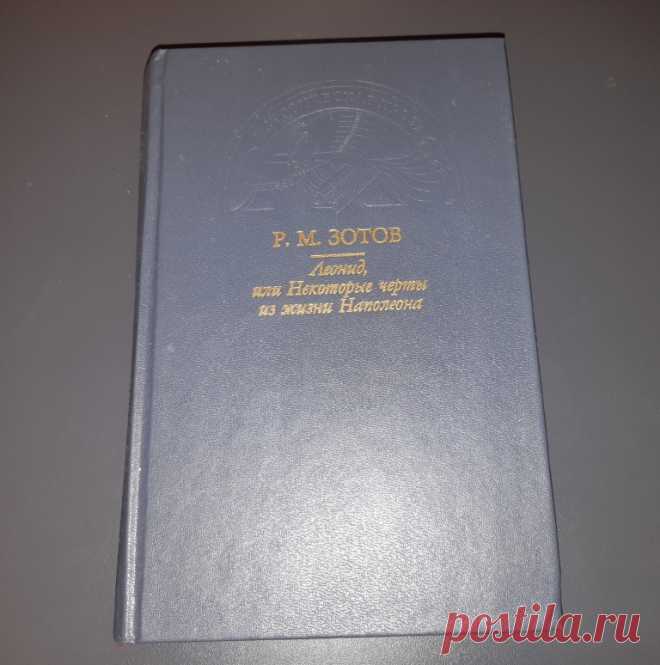 Р. М. ЗОТОВ
Леонид,
или Некоторые черты
из жизни Наполеона
postila.ru